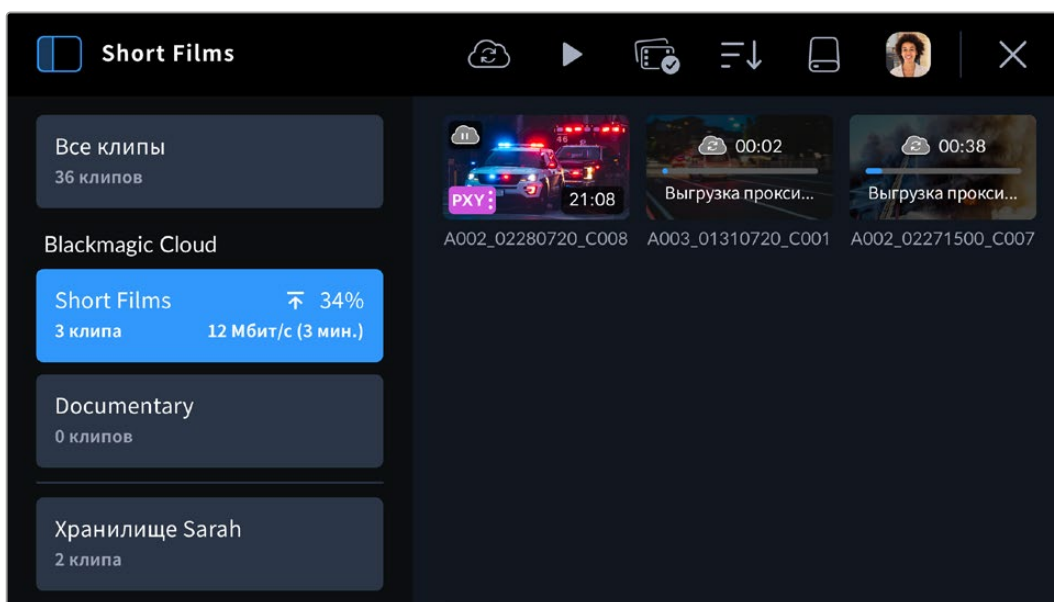 Short Films
Все клипы
36 клипов
Blackmagic Cloud
Short Films 34%
3 клипа 12 Мбит/с (3 мин.)
Documentary
0 клипов
Хранилище Sarah
2 клипа
46
PXY 21:08
A002_02280720_C008
00:02
Выгрузка прокси...
A003_01310720_C001
00:38
Выгрузка прокси...
A002_02271500_C007